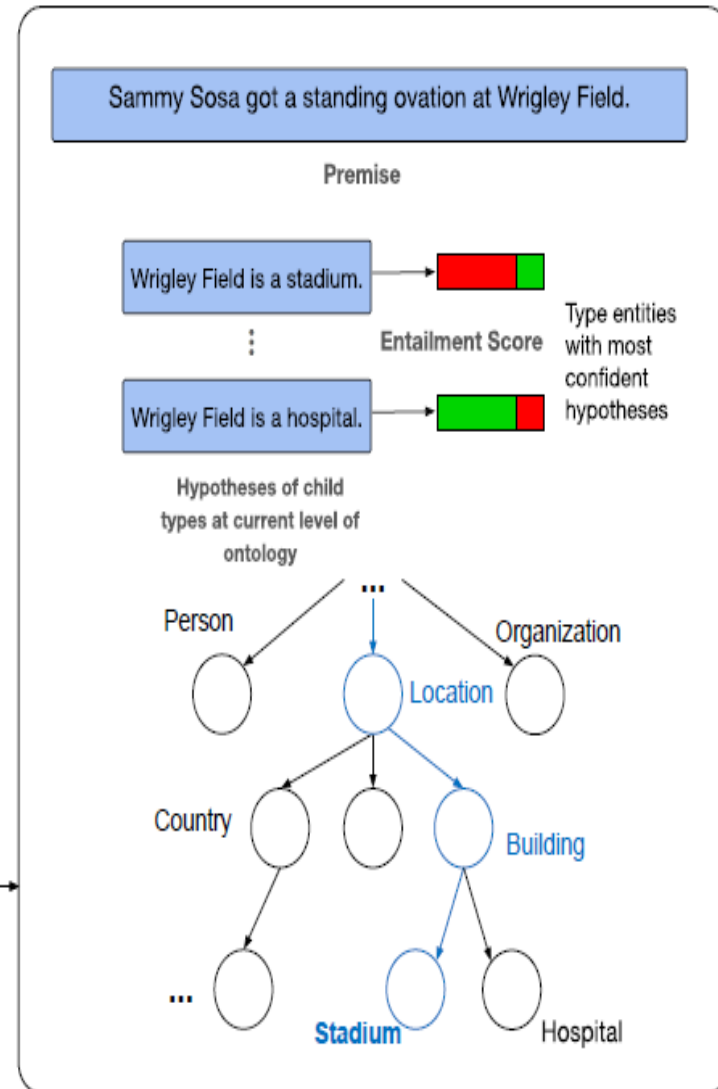 Sammy Sosa got a standing ovation at Wrigley Field.
Premise
Wrigley Field is a stadium.
⋮
Entailment Score
Type entities
with most
confident
hypotheses
Wrigley Field is a hospital.
Hypotheses of child
types at current level of
ontology
...
Person
Organization
Location
Country
Building
...
Stadium
Hospital